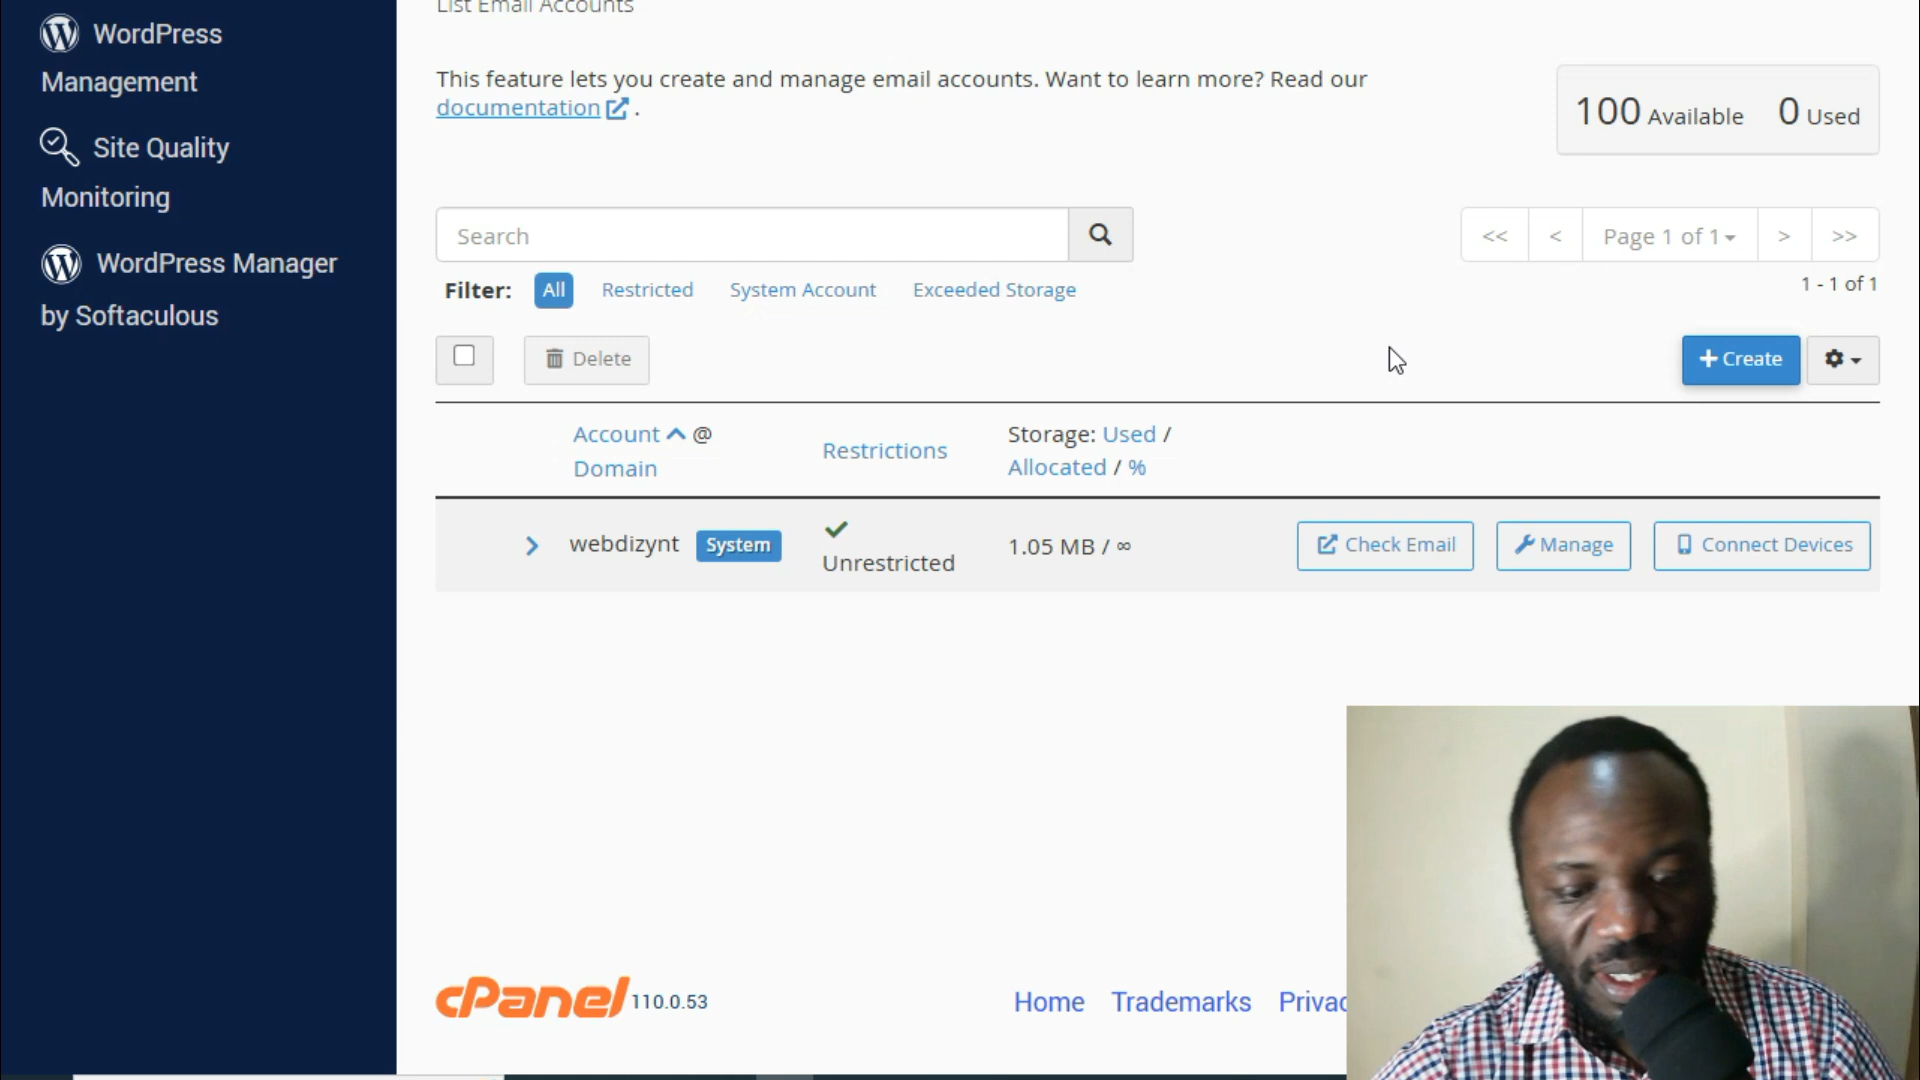 List Email Accounts
WordPress
Management
Site Quality
Monitoring
WordPress Manager
by Softaculous
This feature lets you create and manage email accounts. Want to learn more? Read our
documentation .
100 Available 0 Used
Search
<< < Page 1 of 1 > >>
Filter: All Restricted System Account Exceeded Storage
1 - 1 of 1
Delete
+ Create
Account @
Domain
Restrictions
Storage: Used /
Allocated / %
webdizynt System
Unrestricted
1.05 MB / ∞
Check Email
Manage
Connect Devices
cPanel 110.0.53
Home Trademarks Privac